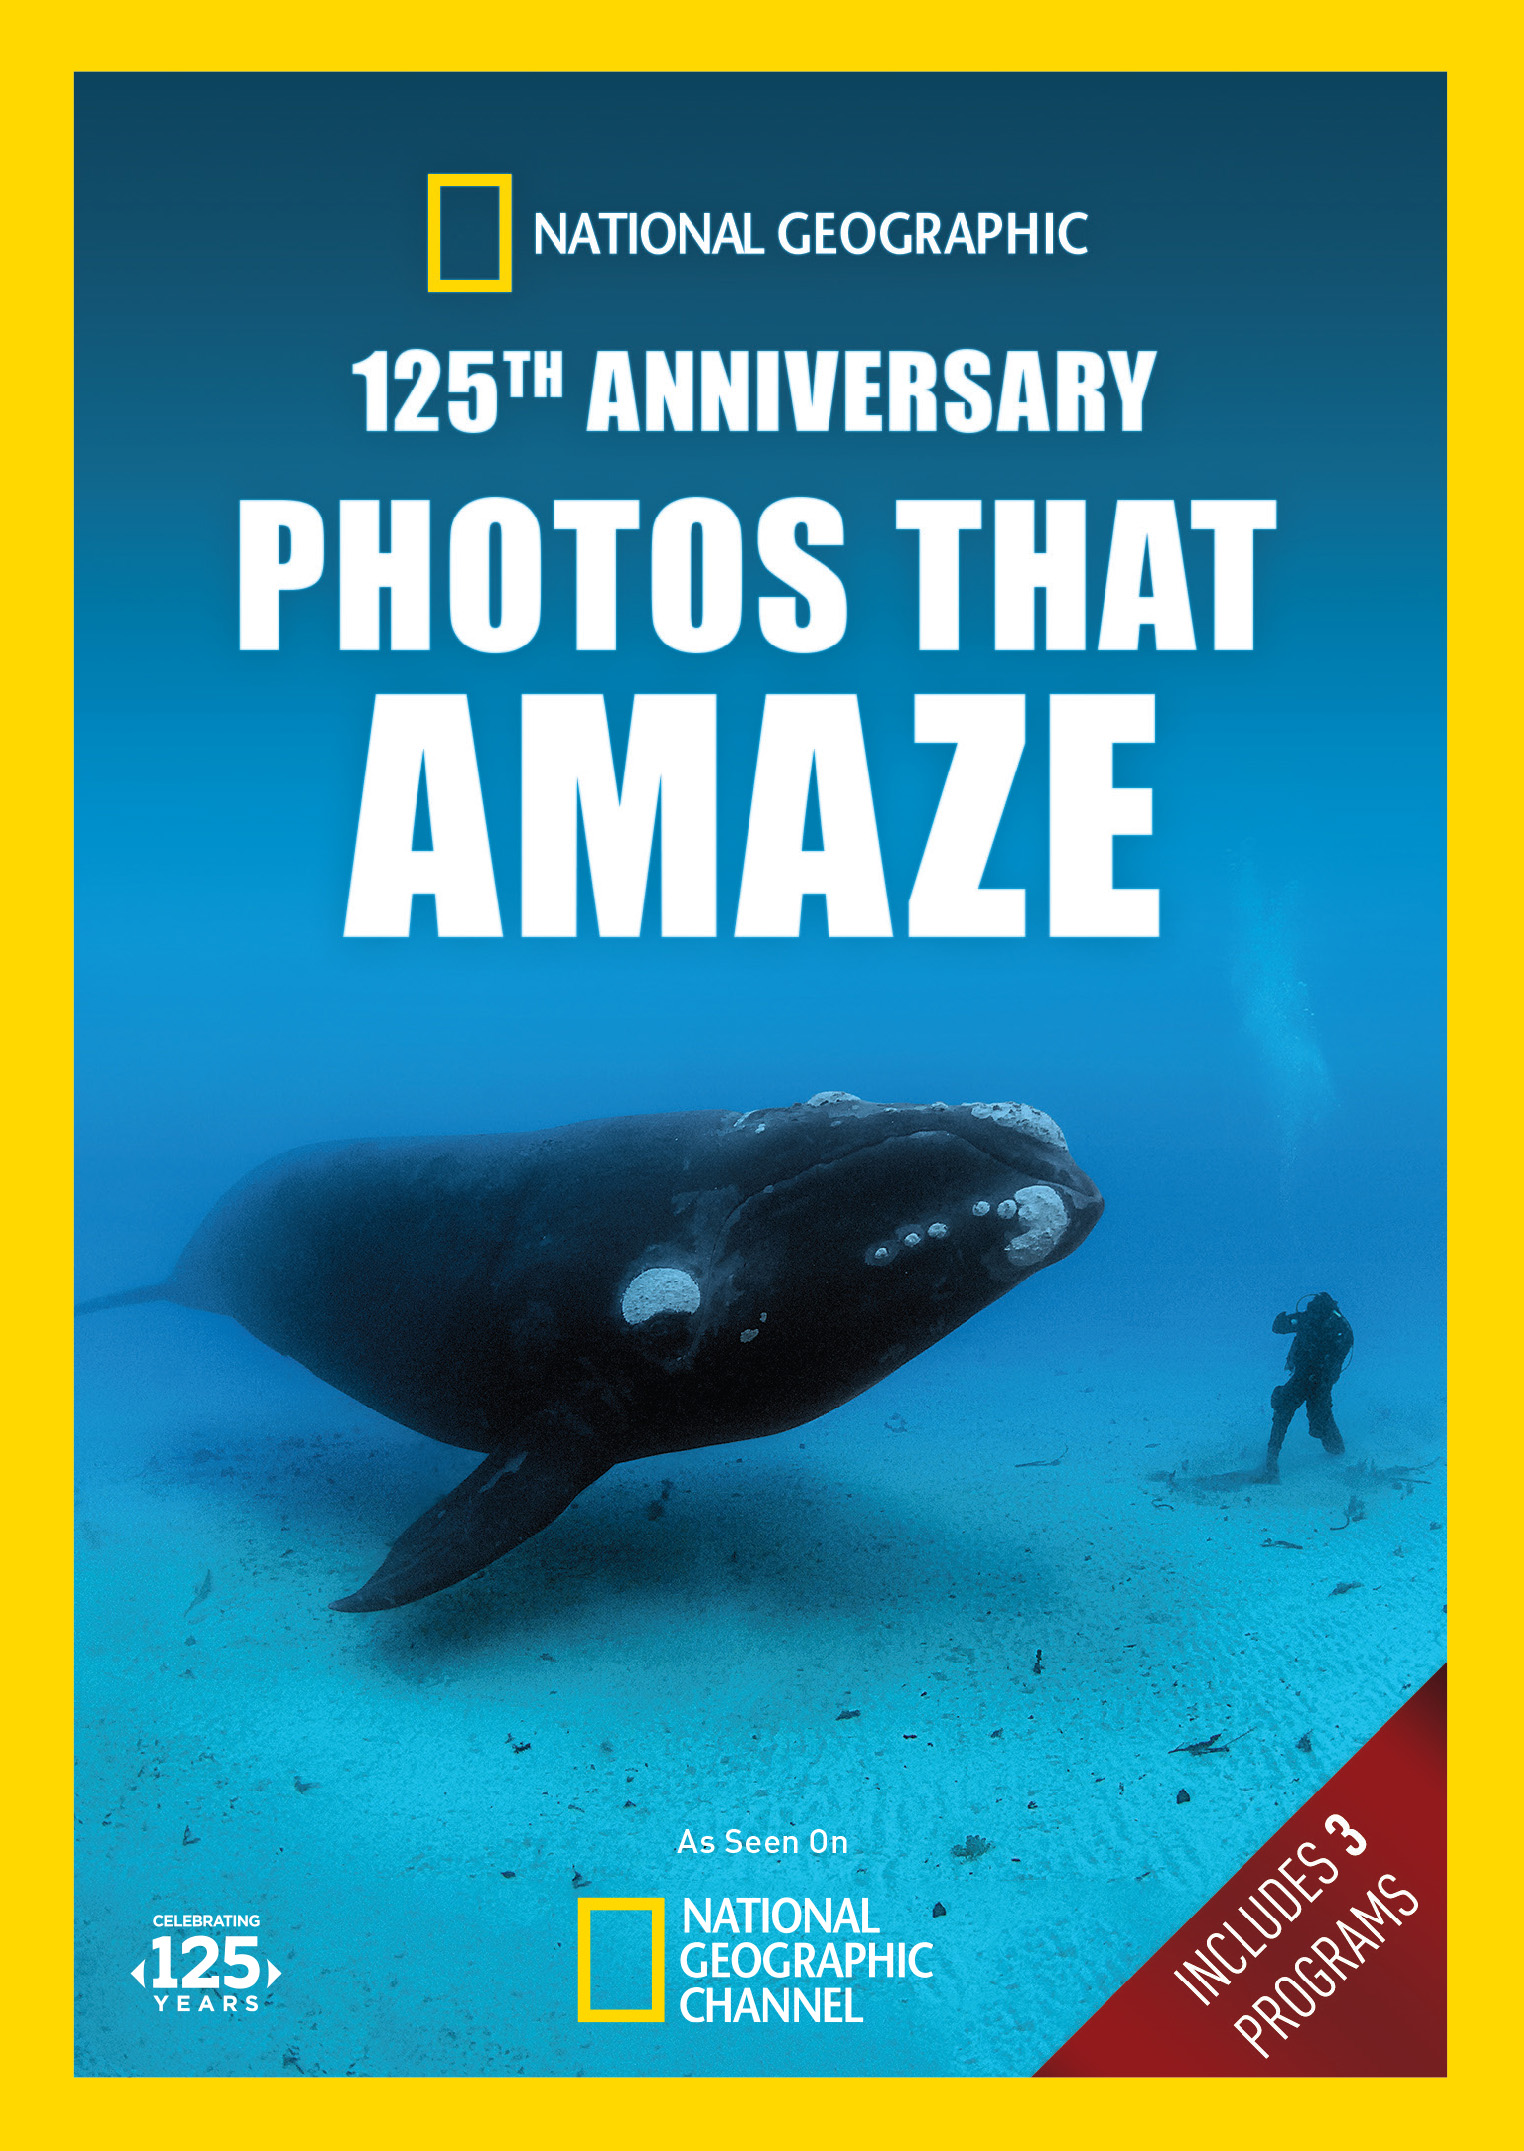 NATIONAL GEOGRAPHIC
125TH ANNIVERSARY
PHOTOS THAT
AMAZE
As Seen On
NATIONAL
GEOGRAPHIC
CHANNEL
CELEBRATING
125
YEARS
INCLUDES 3
PROGRAMS